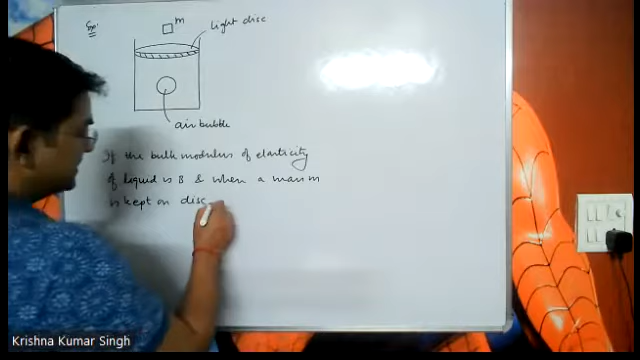 Exp:
m
light disc
air bubble
If the bulk modulus of elasticity
of liquid is B & when a mass m
is kept on disc
Krishna Kumar Singh